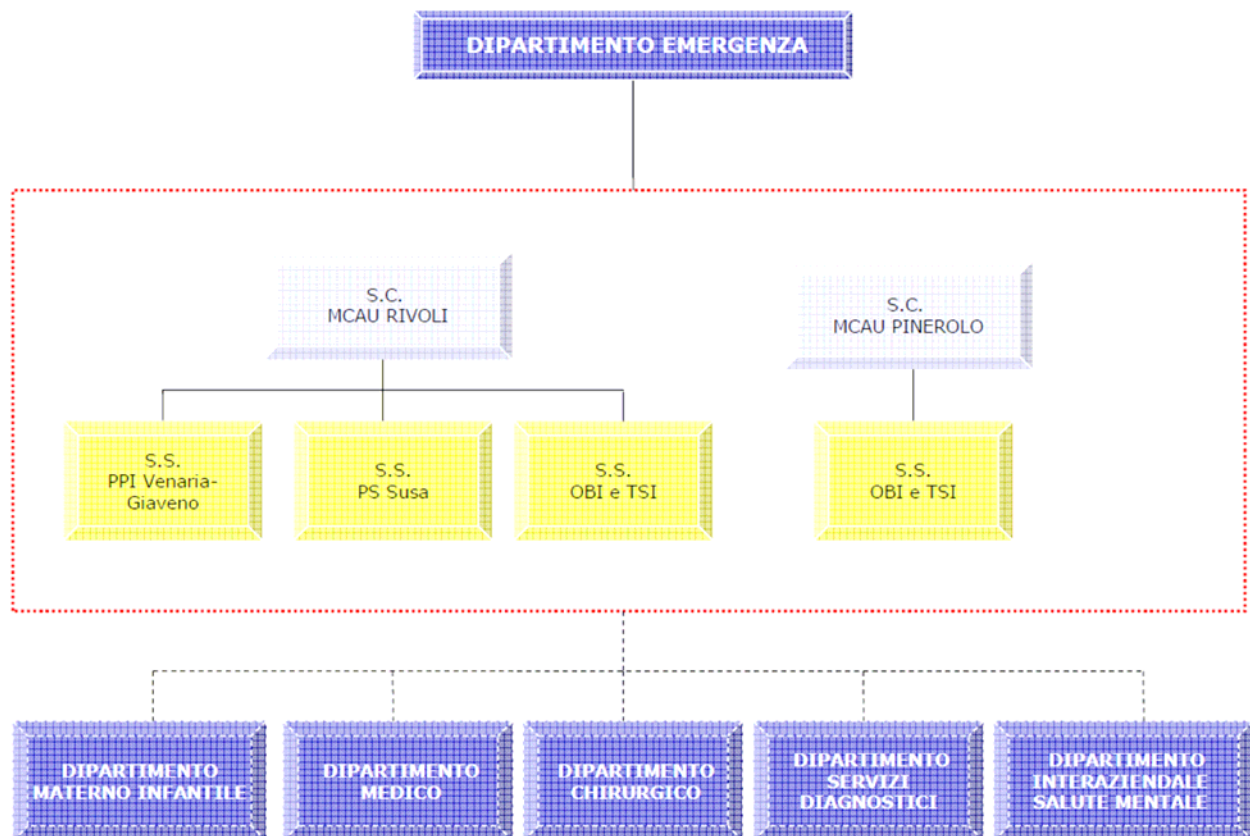 DIPARTIMENTO EMERGENZA
S.C.
MCAU RIVOLI
S.C.
MCAU PINEROLO
S.S.
PPI Venaria-
Giaveno
S.S.
PS Susa
S.S.
OBI e TSI
S.S.
OBI e TSI
DIPARTIMENTO
MATERNO INFANTILE
DIPARTIMENTO
MEDICO
DIPARTIMENTO
CHIRURGICO
DIPARTIMENTO
SERVIZI
DIAGNOSTICI
DIPARTIMENTO
INTERAZIENDALE
SALUTE MENTALE